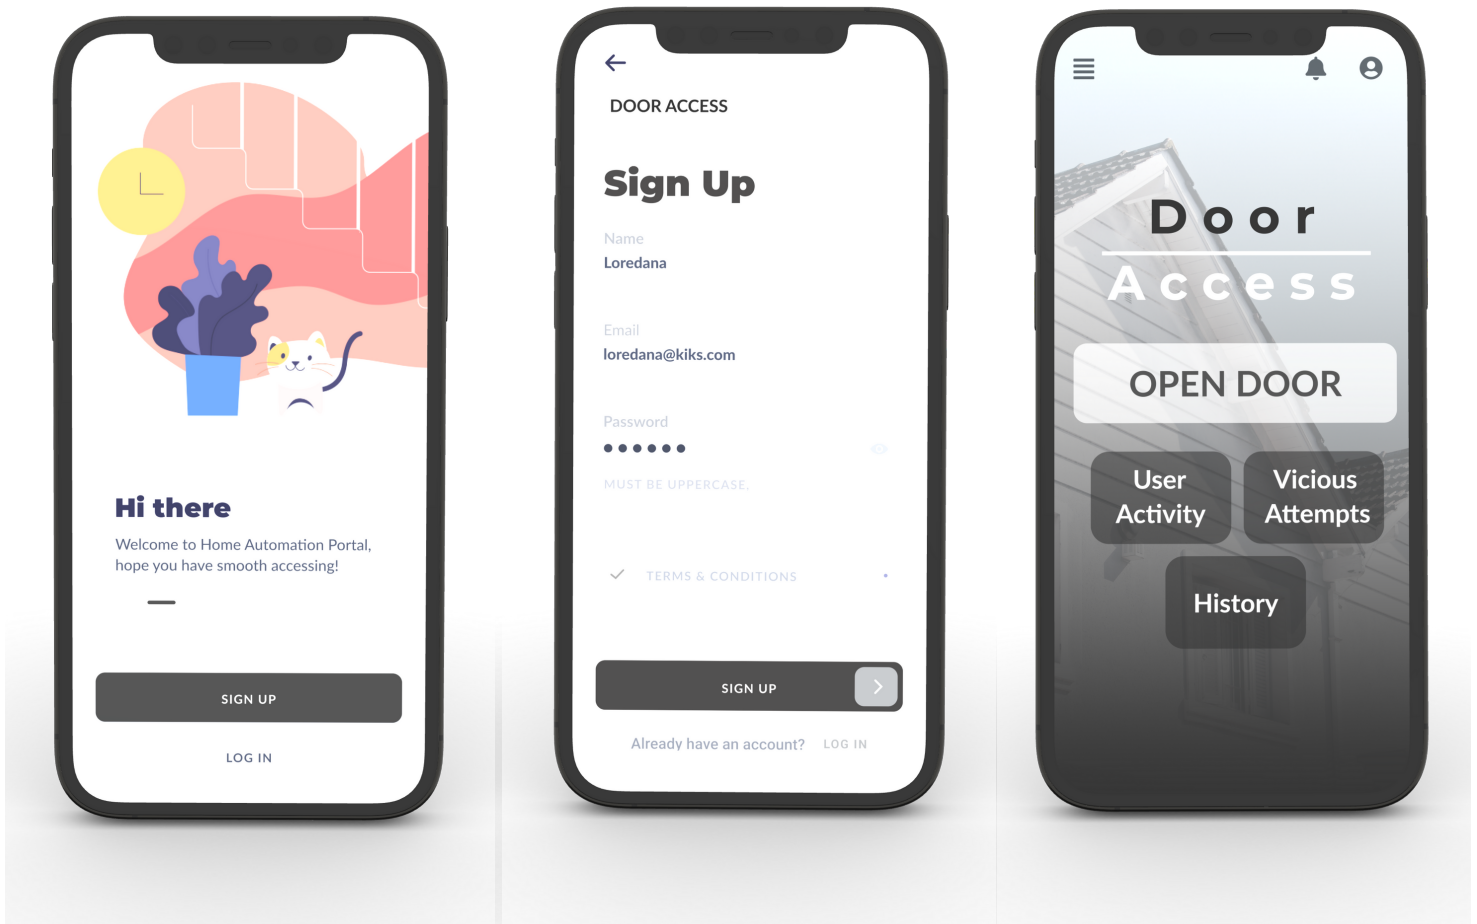 Hi there
Welcome to Home Automation Portal,
hope you have smooth accessing!
SIGN UP
LOG IN
DOOR ACCESS
Sign Up
Name
Loredana
Email
loredana@kiks.com
Password
MUST BE UPPERCASE,
TERMS & CONDITIONS
SIGN UP
Already have an account? LOG IN
Door
Access
OPEN DOOR
User
Activity
Vicious
Attempts
History